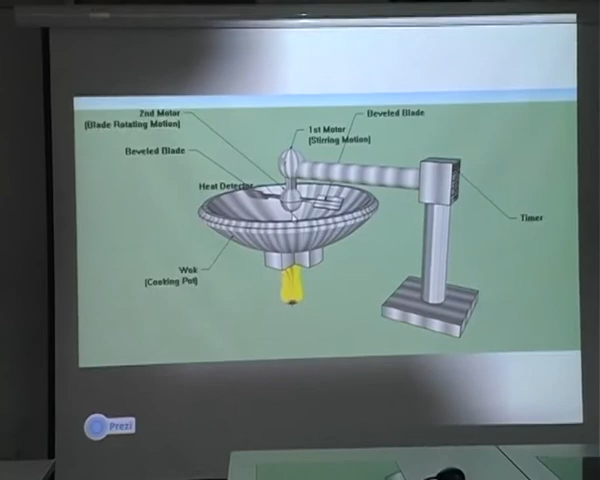 2nd Motor
(Blade Rotating Motion)
Beveled Blade
1st Motor
(Stirring Motion)
Beveled Blade
Heat Detector
Timer
Wok
(Cooking Pot)
Prezi